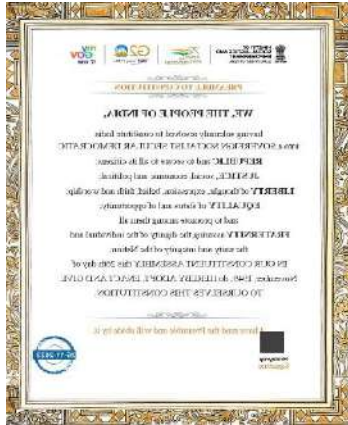 my
GOV
G20
PREAMBLE TO CONSTITUTION
WE, THE PEOPLE OF INDIA,
having solemnly resolved to constitute India
into a SOVEREIGN SOCIALIST SECULAR DEMOCRATIC
REPUBLIC and to secure to all its citizens:
JUSTICE, social, economic and political;
LIBERTY of thought, expression, belief, faith and worship;
EQUALITY of status and of opportunity;
and to promote among them all
FRATERNITY assuring the dignity of the individual and
the unity and integrity of the Nation;
IN OUR CONSTITUENT ASSEMBLY this 26th day of
November, 1949, do HEREBY ADOPT, ENACT AND GIVE
TO OURSELVES THIS CONSTITUTION.
I have read the Preamble and will abide by it
Signature